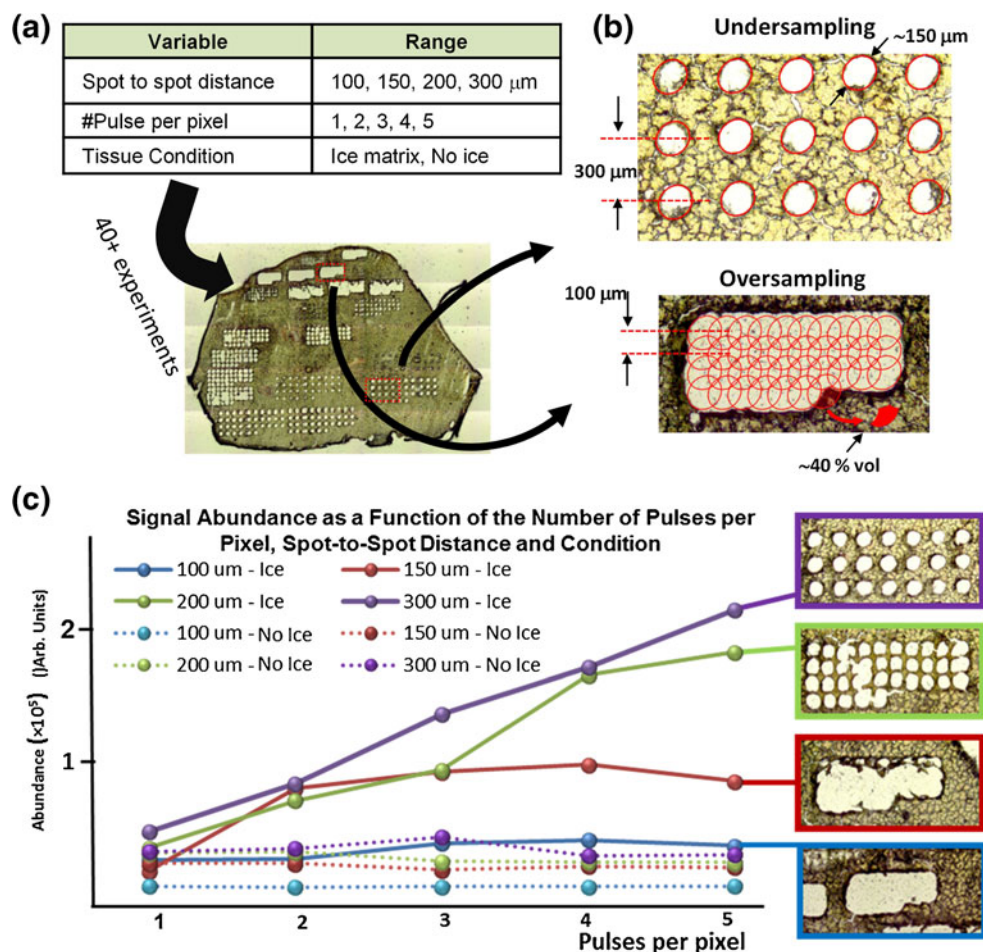 (a)
Variable Range
Spot to spot distance 100, 150, 200, 300 μm
#Pulse per pixel 1, 2, 3, 4, 5
Tissue Condition Ice matrix, No ice
40+ experiments
(b)
Undersampling
~150 μm
300 μm
Oversampling
100 μm
~40 % vol
(c)
Signal Abundance as a Function of the Number of Pulses per
Pixel, Spot-to-Spot Distance and Condition
100 um - Ice 150 um - Ice
200 um - Ice 300 um - Ice
100 um - No Ice 150 um - No Ice
200 um - No Ice 300 um - No Ice
Abundance (×10⁵) (|Arb. Units)
2
1
1 2 3 4 5
Pulses per pixel